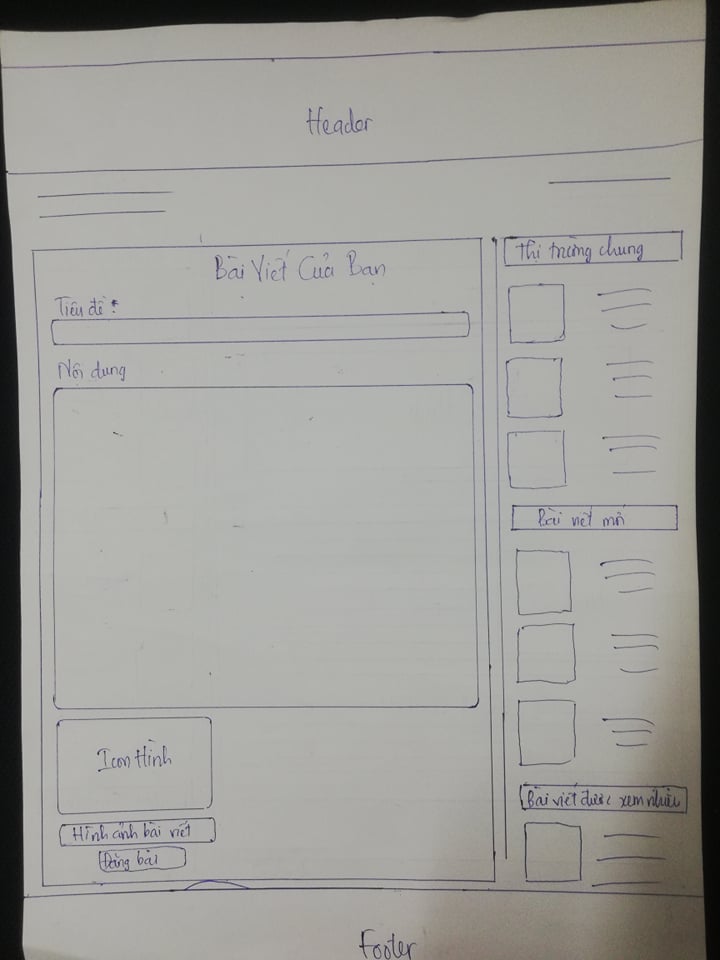 Header
Bài Viết Của Bạn
Tiêu đề *
Nội dung
Icon Hình
Hình ảnh bài viết
Đăng bài
Thị trường chung
Bài viết mới
Bài viết được xem nhiều
Footer